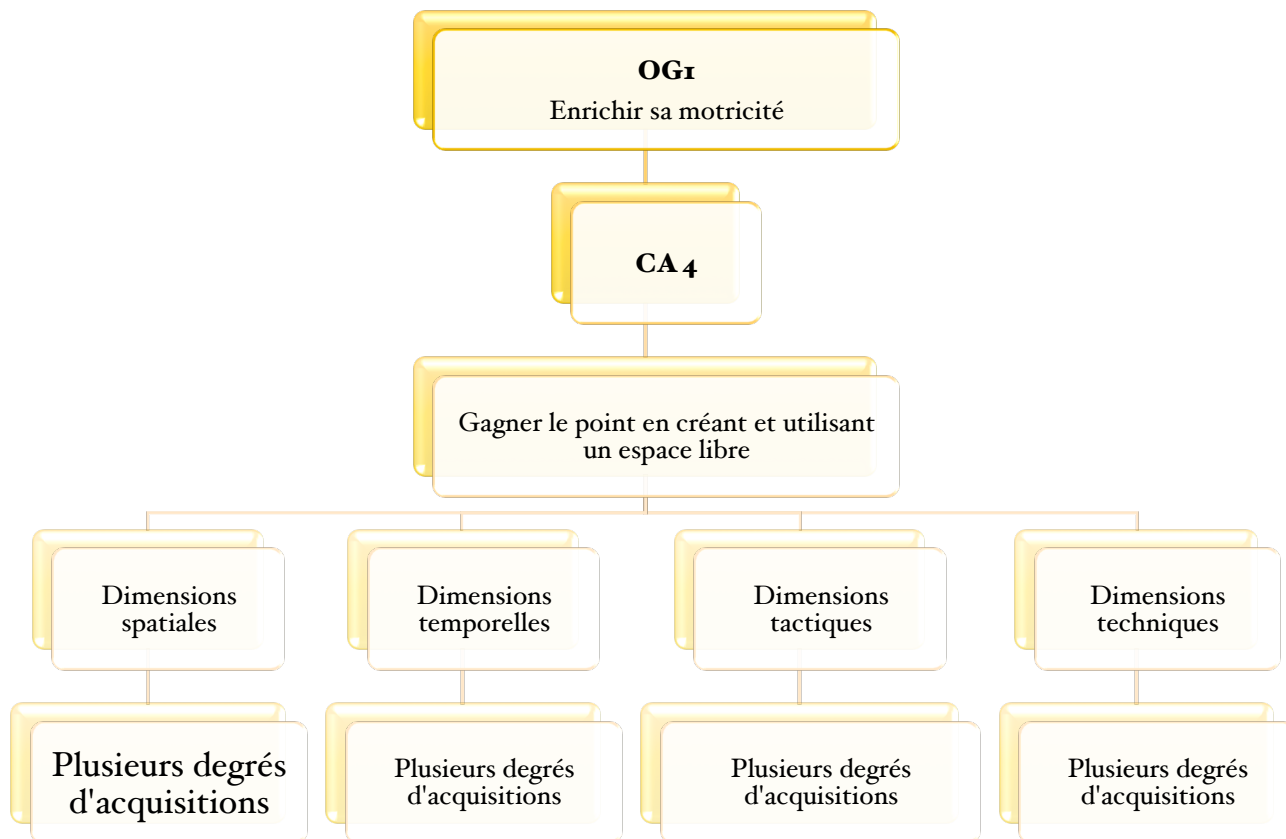 OG1
Enrichir sa motricité
CA 4
Gagner le point en créant et utilisant
un espace libre
Dimensions
spatiales
Dimensions
temporelles
Dimensions
tactiques
Dimensions
techniques
Plusieurs degrés
d'acquisitions
Plusieurs degrés
d'acquisitions
Plusieurs degrés
d'acquisitions
Plusieurs degrés
d'acquisitions